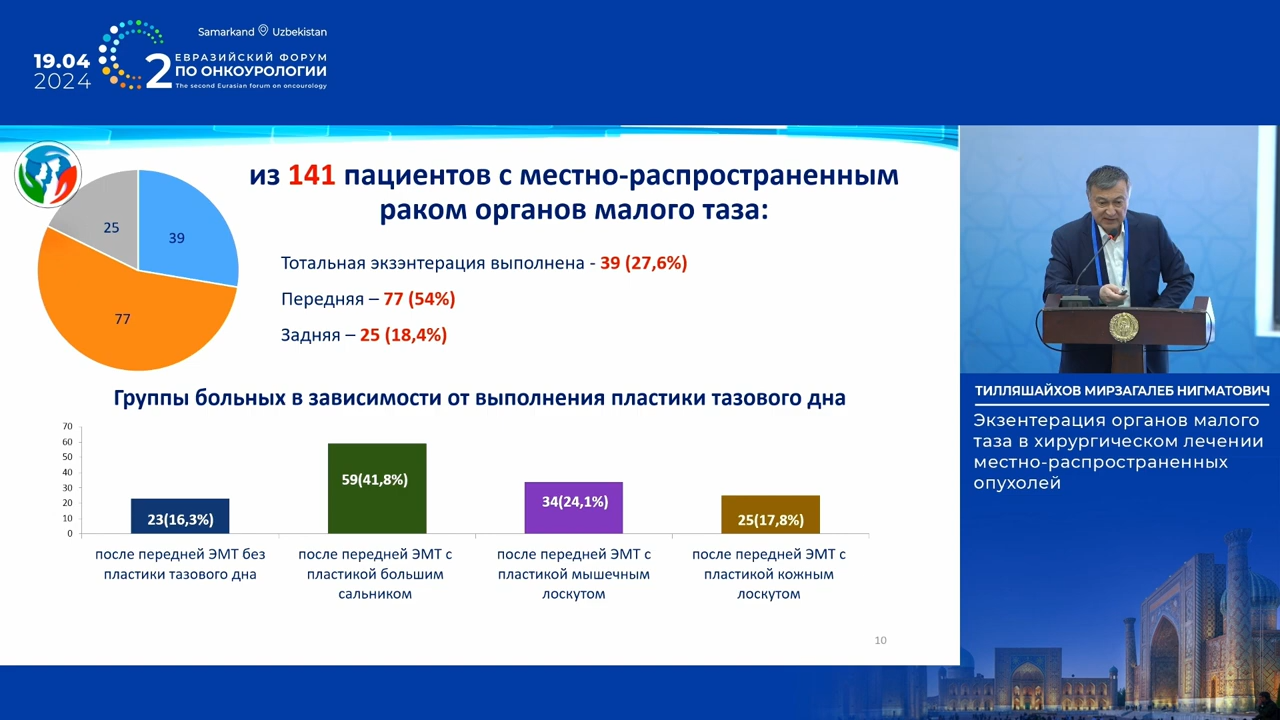 Samarkand Uzbekistan
19.04
2024
2
ЕВРАЗИЙСКИЙ ФОРУМ
ПО ОНКОУРОЛОГИИ
The second Eurasian forum on oncourology
из 141 пациентов с местно-распространенным
раком органов малого таза:
25
39
77
Тотальная экзэнтерация выполнена - 39 (27,6%)
Передняя – 77 (54%)
Задняя – 25 (18,4%)
Группы больных в зависимости от выполнения пластики тазового дна
70
60
50
40
30
20
10
0
23(16,3%)
59(41,8%)
34(24,1%)
25(17,8%)
после передней ЭМТ без
пластики тазового дна
после передней ЭМТ с
пластикой большим
сальником
после передней ЭМТ с
пластикой мышечным
лоскутом
после передней ЭМТ с
пластикой кожным
лоскутом
10
ТИЛЛЯШАЙХОВ МИРЗАГАЛЕБ НИГМАТОВИЧ
Экзентерация органов малого
таза в хирургическом лечении
местно-распространенных
опухолей